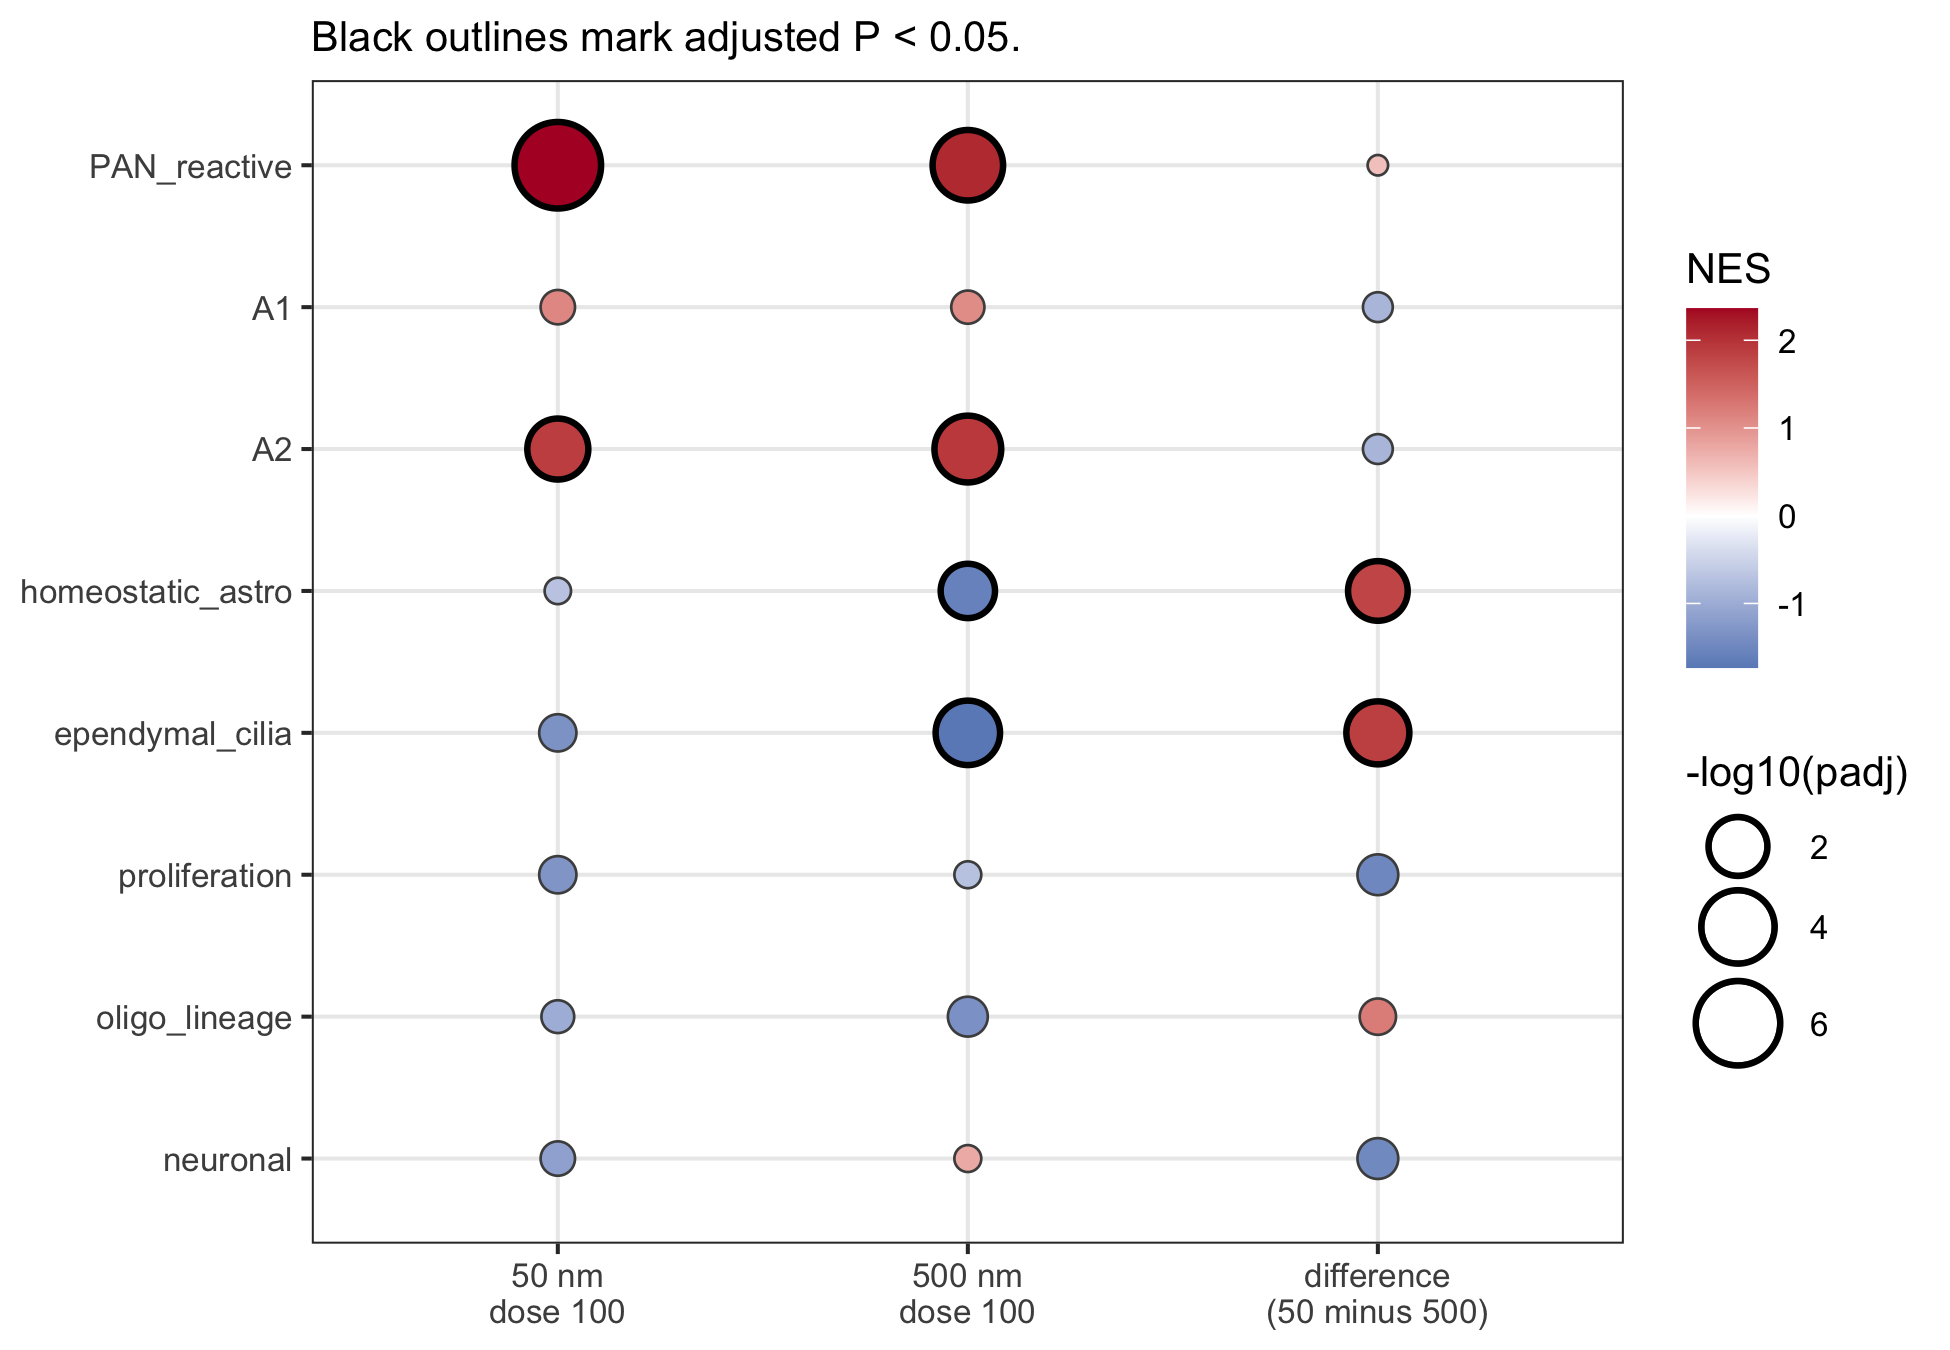 Black outlines mark adjusted P < 0.05.
PAN_reactive
A1
A2
homeostatic_astro
ependymal_cilia
proliferation
oligo_lineage
neuronal
50 nm
dose 100
500 nm
dose 100
difference
(50 minus 500)
NES
2
1
0
-1
-log10(padj)
2
4
6